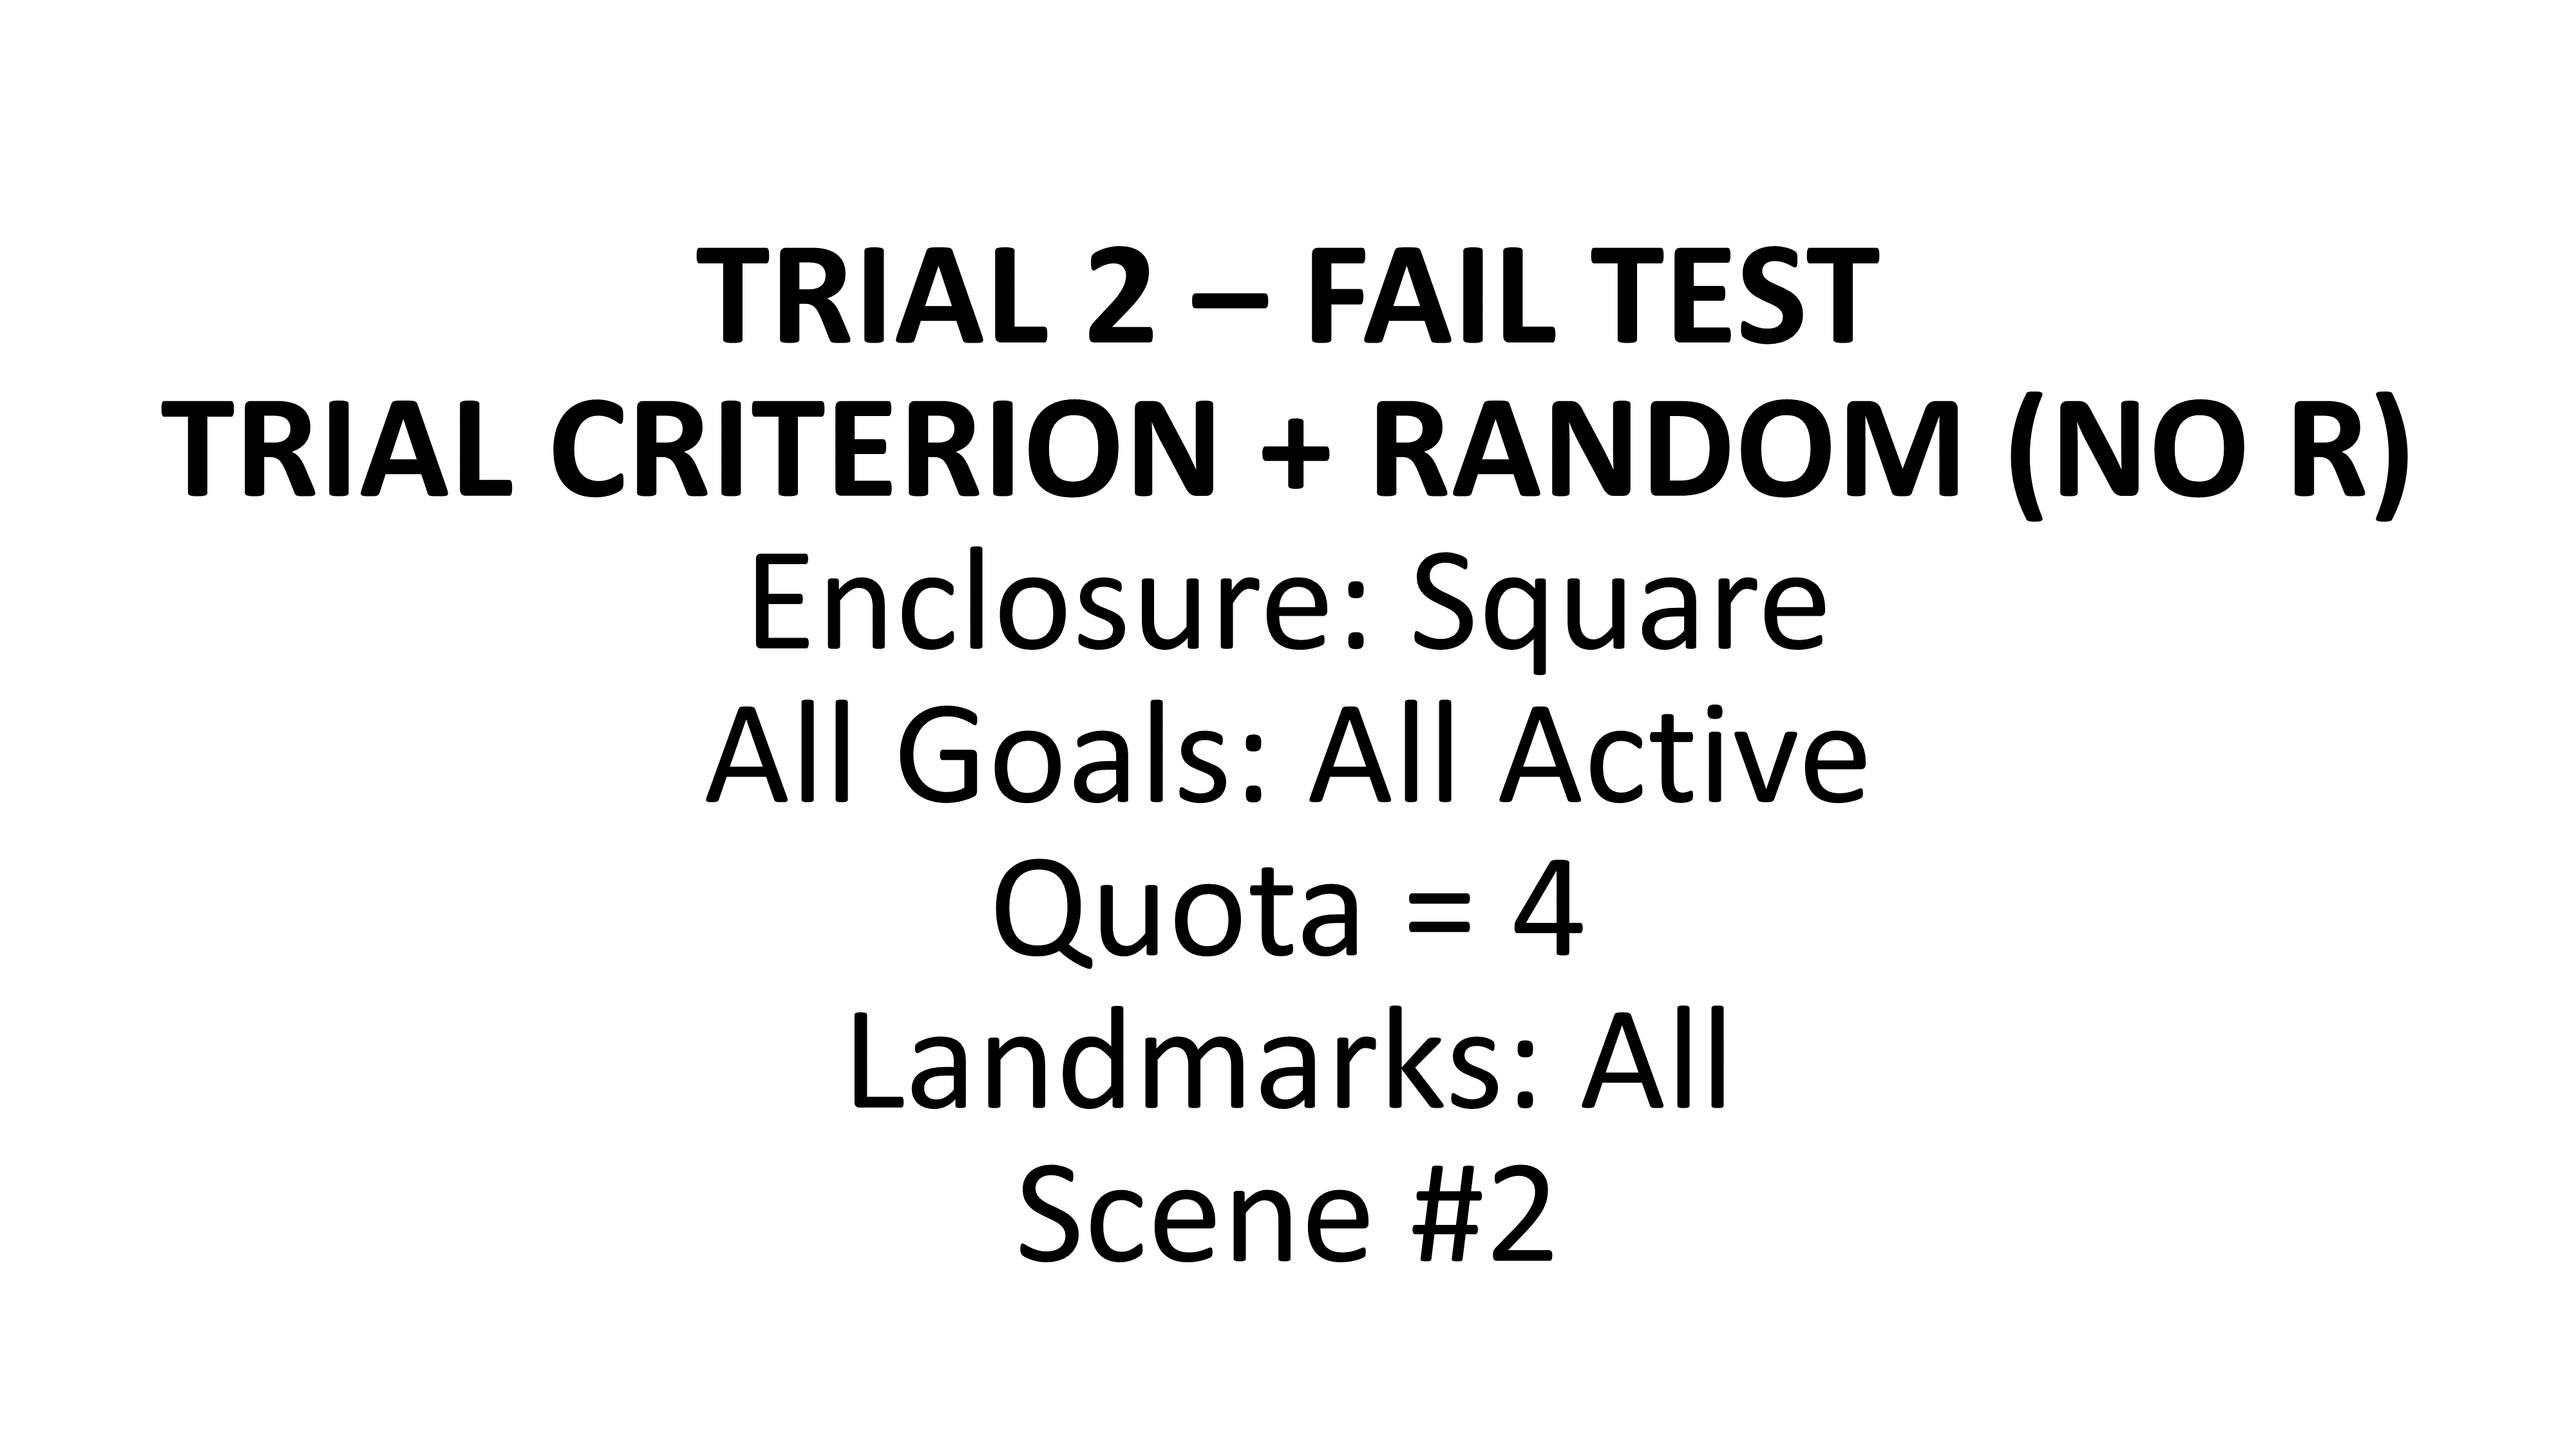 TRIAL 2 – FAIL TEST
TRIAL CRITERION + RANDOM (NO R)
Enclosure: Square
All Goals: All Active
Quota = 4
Landmarks: All
Scene #2